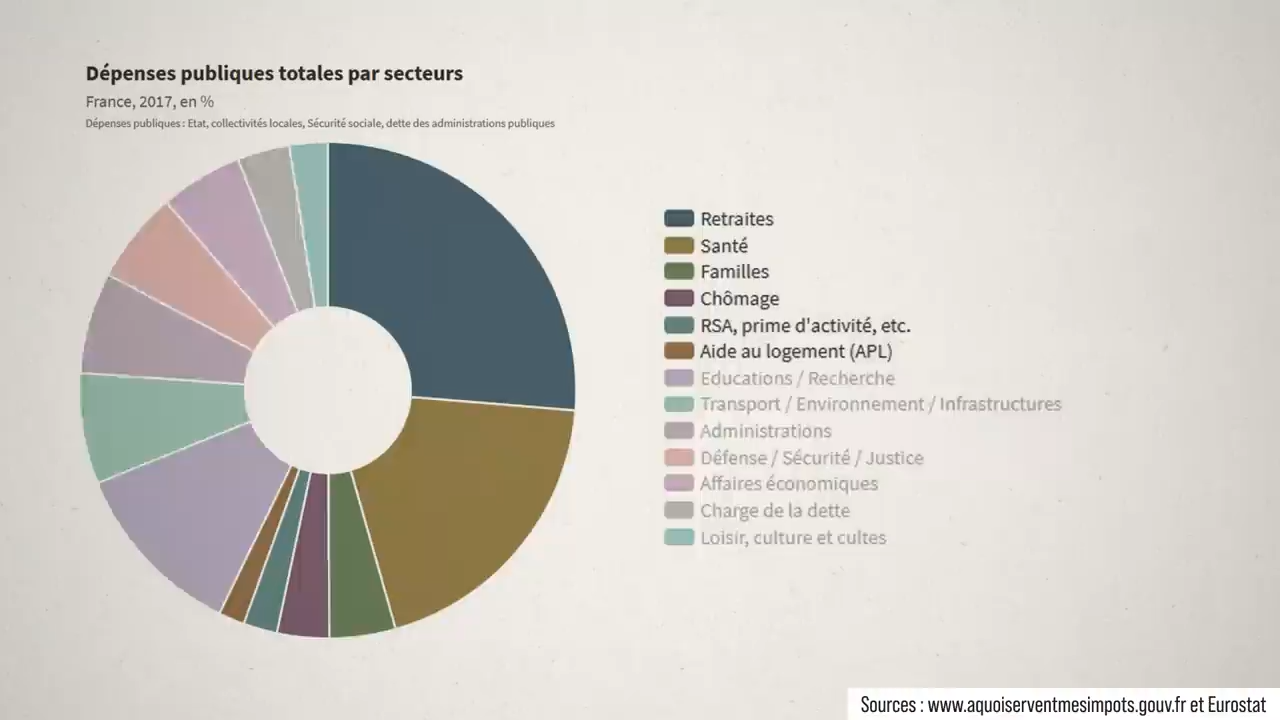 Dépenses publiques totales par secteurs
France, 2017, en %
Dépenses publiques : Etat, collectivités locales, Sécurité sociale, dette des administrations publiques
Retraites
Santé
Familles
Chômage
RSA, prime d'activité, etc.
Aide au logement (APL)
Educations / Recherche
Transport / Environnement / Infrastructures
Administrations
Défense / Sécurité / Justice
Affaires économiques
Charge de la dette
Loisir, culture et cultes
Sources : www.aquoiserventmesimpots.gouv.fr et Eurostat